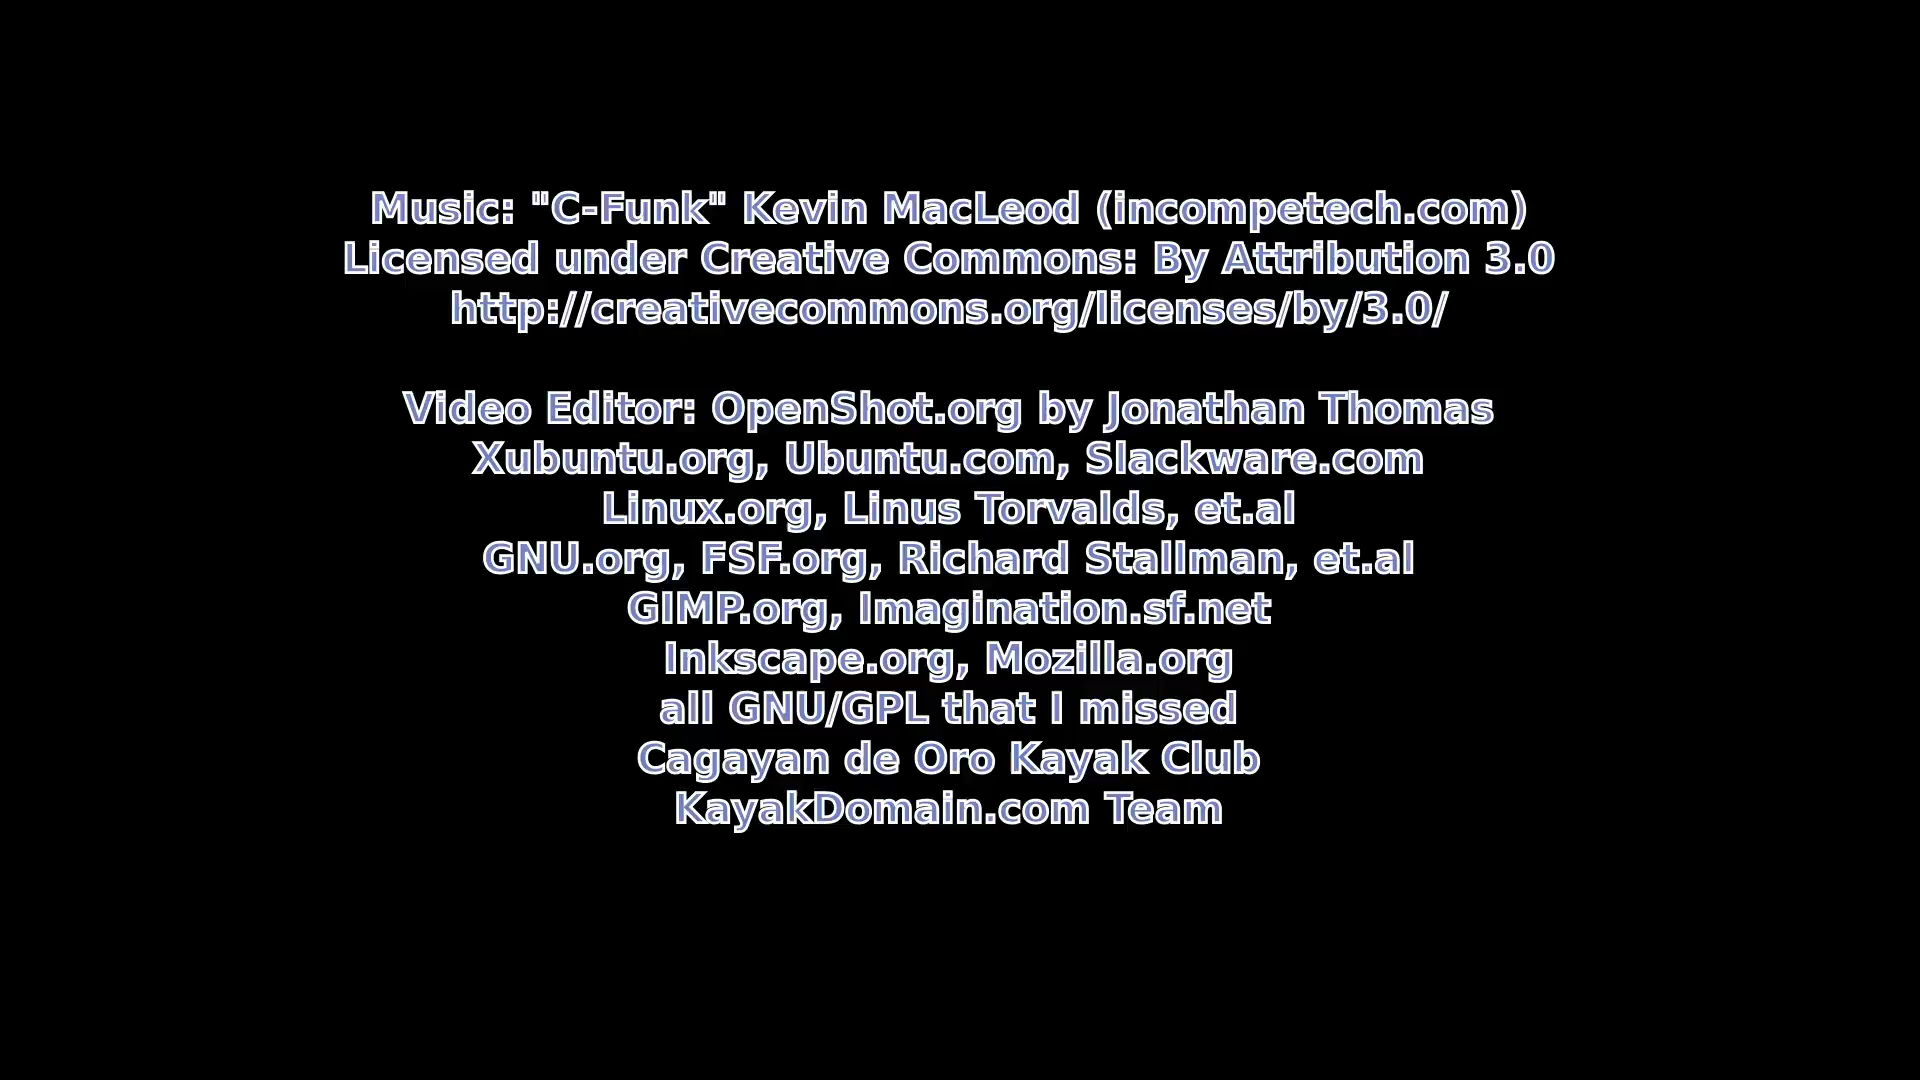 Music: "C-Funk" Kevin MacLeod (incompetech.com)
Licensed under Creative Commons: By Attribution 3.0
http://creativecommons.org/licenses/by/3.0/
Video Editor: OpenShot.org by Jonathan Thomas
Xubuntu.org, Ubuntu.com, Slackware.com
Linux.org, Linus Torvalds, et.al
GNU.org, FSF.org, Richard Stallman, et.al
GIMP.org, Imagination.sf.net
Inkscape.org, Mozilla.org
all GNU/GPL that I missed
Cagayan de Oro Kayak Club
KayakDomain.com Team